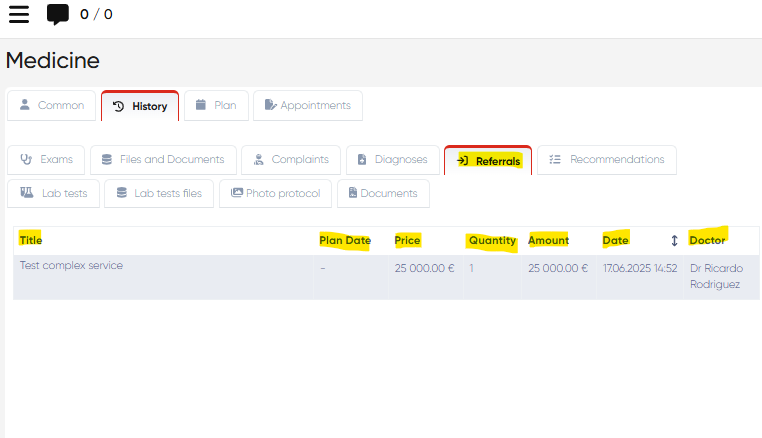 0 / 0
Medicine
Common History Plan Appointments
Exams Files and Documents Complaints Diagnoses Referrals Recommendations
Lab tests Lab tests files Photo protocol Documents
Title Plan Date Price Quantity Amount Date Doctor
Test complex service - 25 000.00 € 1 25 000.00 € 17.06.2025 14:52 Dr Ricardo
Rodriguez